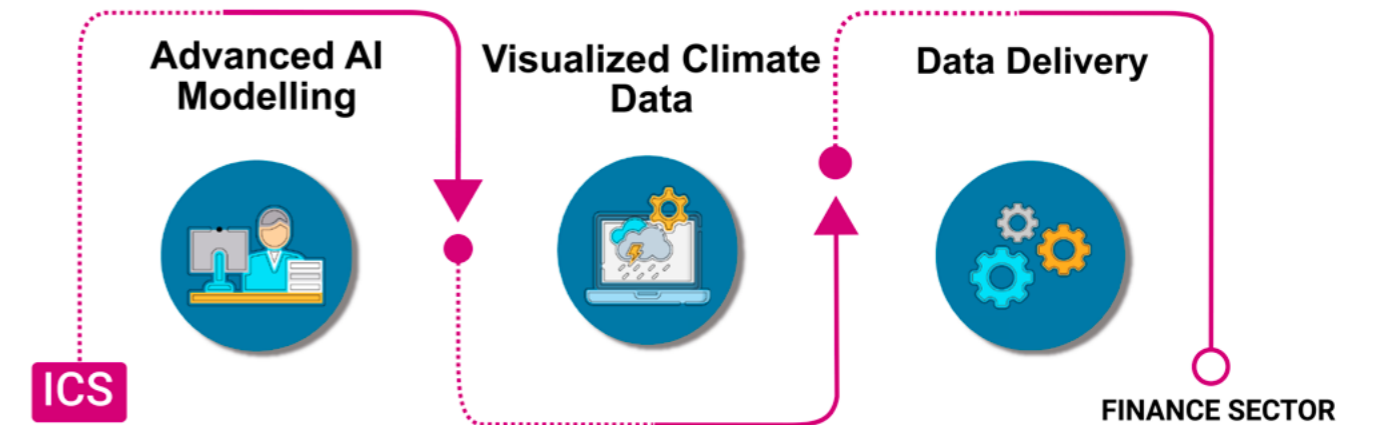 Advanced AI
Modelling
Visualized Climate
Data
Data Delivery
ICS
FINANCE SECTOR